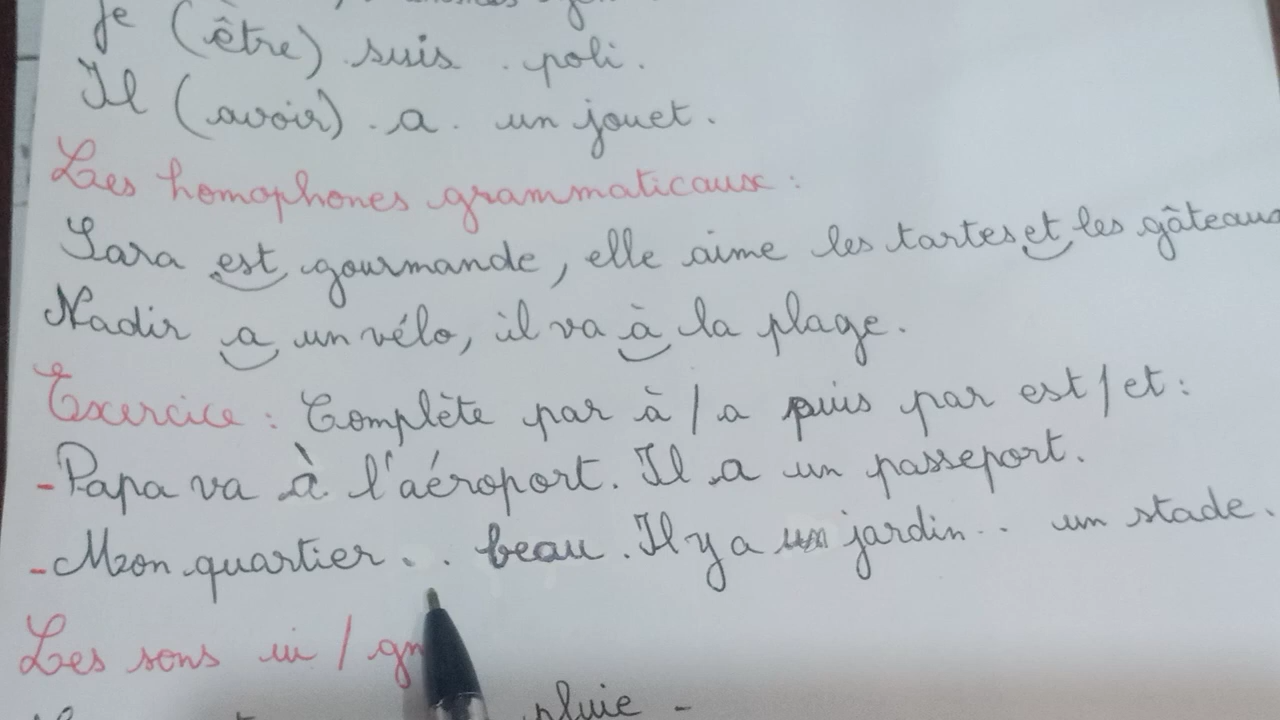 Je (être) suis . poli.
Il (avoir) . a . un jouet.
Les homophones grammaticaux :
Sara est gourmande, elle aime les tartes et les gâteaux
Nadir a un vélo, il va à la plage.
Exercice : Complète par à / a puis par est / et :
- Papa va à l'aéroport. Il a un passeport.
- Mon quartier . . beau. Il y a un jardin . . un stade.
Les sons ui / gn
pluie -